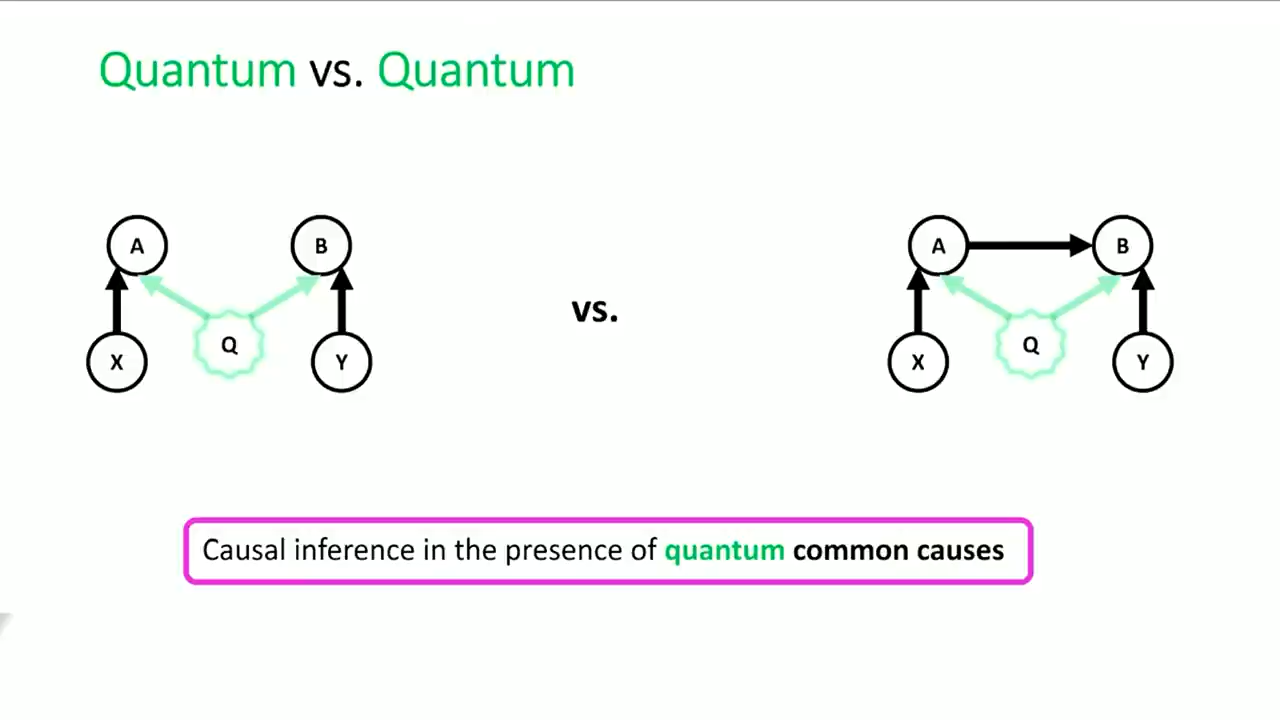 Quantum vs. Quantum
A
B
X
Q
Y
vs.
A
B
X
Q
Y
Causal inference in the presence of quantum common causes